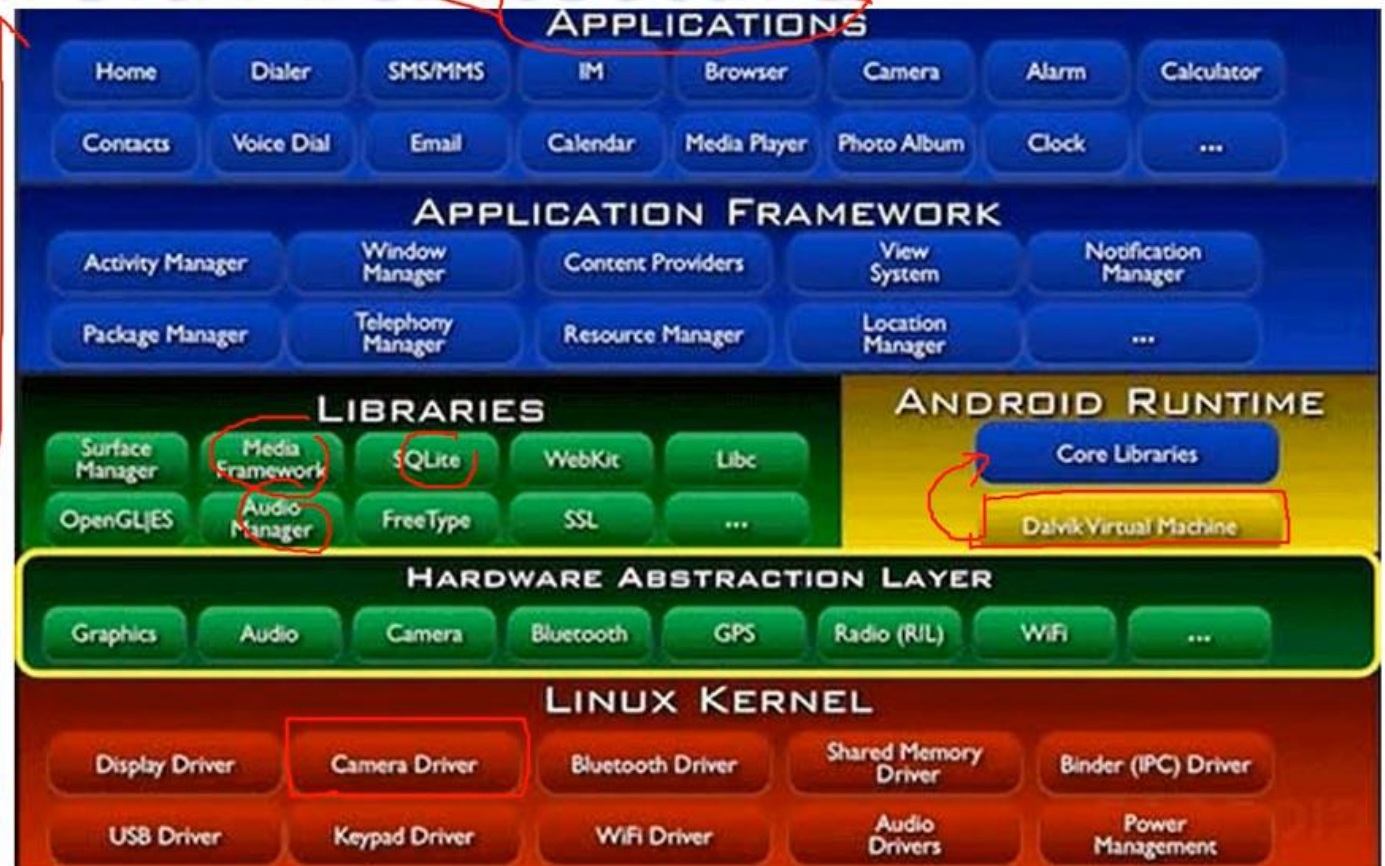 APPLICATIONS
Home Dialer SMS/MMS IM Browser Camera Alarm Calculator
Contacts Voice Dial Email Calendar Media Player Photo Album Clock ...
APPLICATION FRAMEWORK
Activity Manager Window Manager Content Providers View System Notification Manager
Package Manager Telephony Manager Resource Manager Location Manager ...
LIBRARIES
Surface Manager Media Framework SQLite WebKit Libc
OpenGL|ES Audio Manager FreeType SSL ...
ANDROID RUNTIME
Core Libraries
Dalvik Virtual Machine
HARDWARE ABSTRACTION LAYER
Graphics Audio Camera Bluetooth GPS Radio (RIL) WiFi ...
LINUX KERNEL
Display Driver Camera Driver Bluetooth Driver Shared Memory Driver Binder (IPC) Driver
USB Driver Keypad Driver WiFi Driver Audio Drivers Power Management